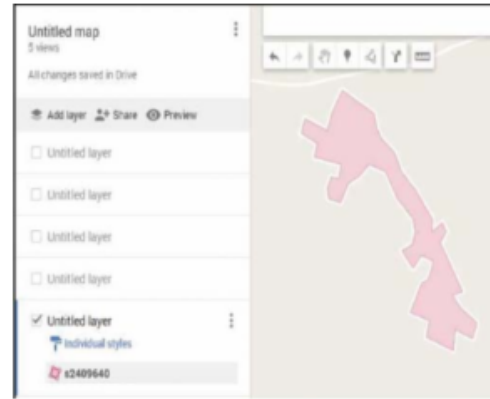 Untitled map
5 views
All changes saved in Drive
Add layer Share Preview
Untitled layer
Untitled layer
Untitled layer
Untitled layer
Untitled layer
Individual styles
s2409640